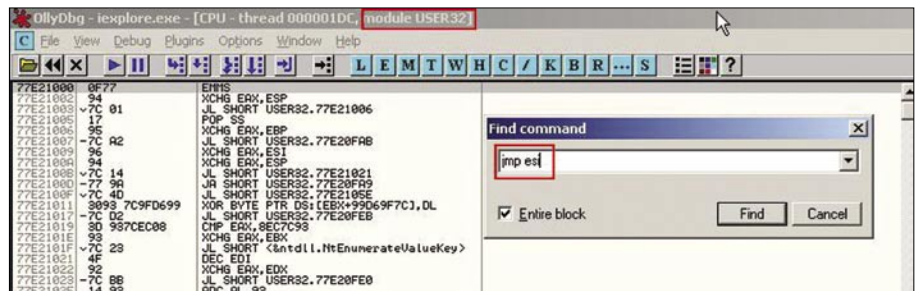 OllyDbg - iexplore.exe - [CPU - thread 000001DC, module USER32]
C File View Debug Plugins Options Window Help
L E M T W H C / K B R ... S ?
77E21000 0F77 EMMS
77E21002 94 XCHG EAX,ESP
77E21003 7C 01 JL SHORT USER32.77E21006
77E21005 17 POP SS
77E21006 95 XCHG EAX,EBP
77E21007 -7C A2 JL SHORT USER32.77E20FAB
77E21009 96 XCHG EAX,ESI
77E2100A 94 XCHG EAX,ESP
77E2100B 7C 14 JL SHORT USER32.77E21021
77E2100D -77 9A JA SHORT USER32.77E20FA9
77E2100F 7C 4D JL SHORT USER32.77E2105E
77E21011 3093 7C9FD699 XOR BYTE PTR DS:[EBX+99D69F7C],DL
77E21017 -7C D2 JL SHORT USER32.77E20FEB
77E21019 3D 937CEC08 CMP EAX,8EC7C93
77E2101E 93 XCHG EAX,EBX
77E2101F 7C 23 JL SHORT <&ntdll.NtEnumerateValueKey>
77E21021 4F DEC EDI
77E21022 92 XCHG EAX,EDX
77E21023 -7C BB JL SHORT USER32.77E20FE0
77E21025 14 93 ADC AL,93
Find command
jmp esi
Entire block
Find
Cancel